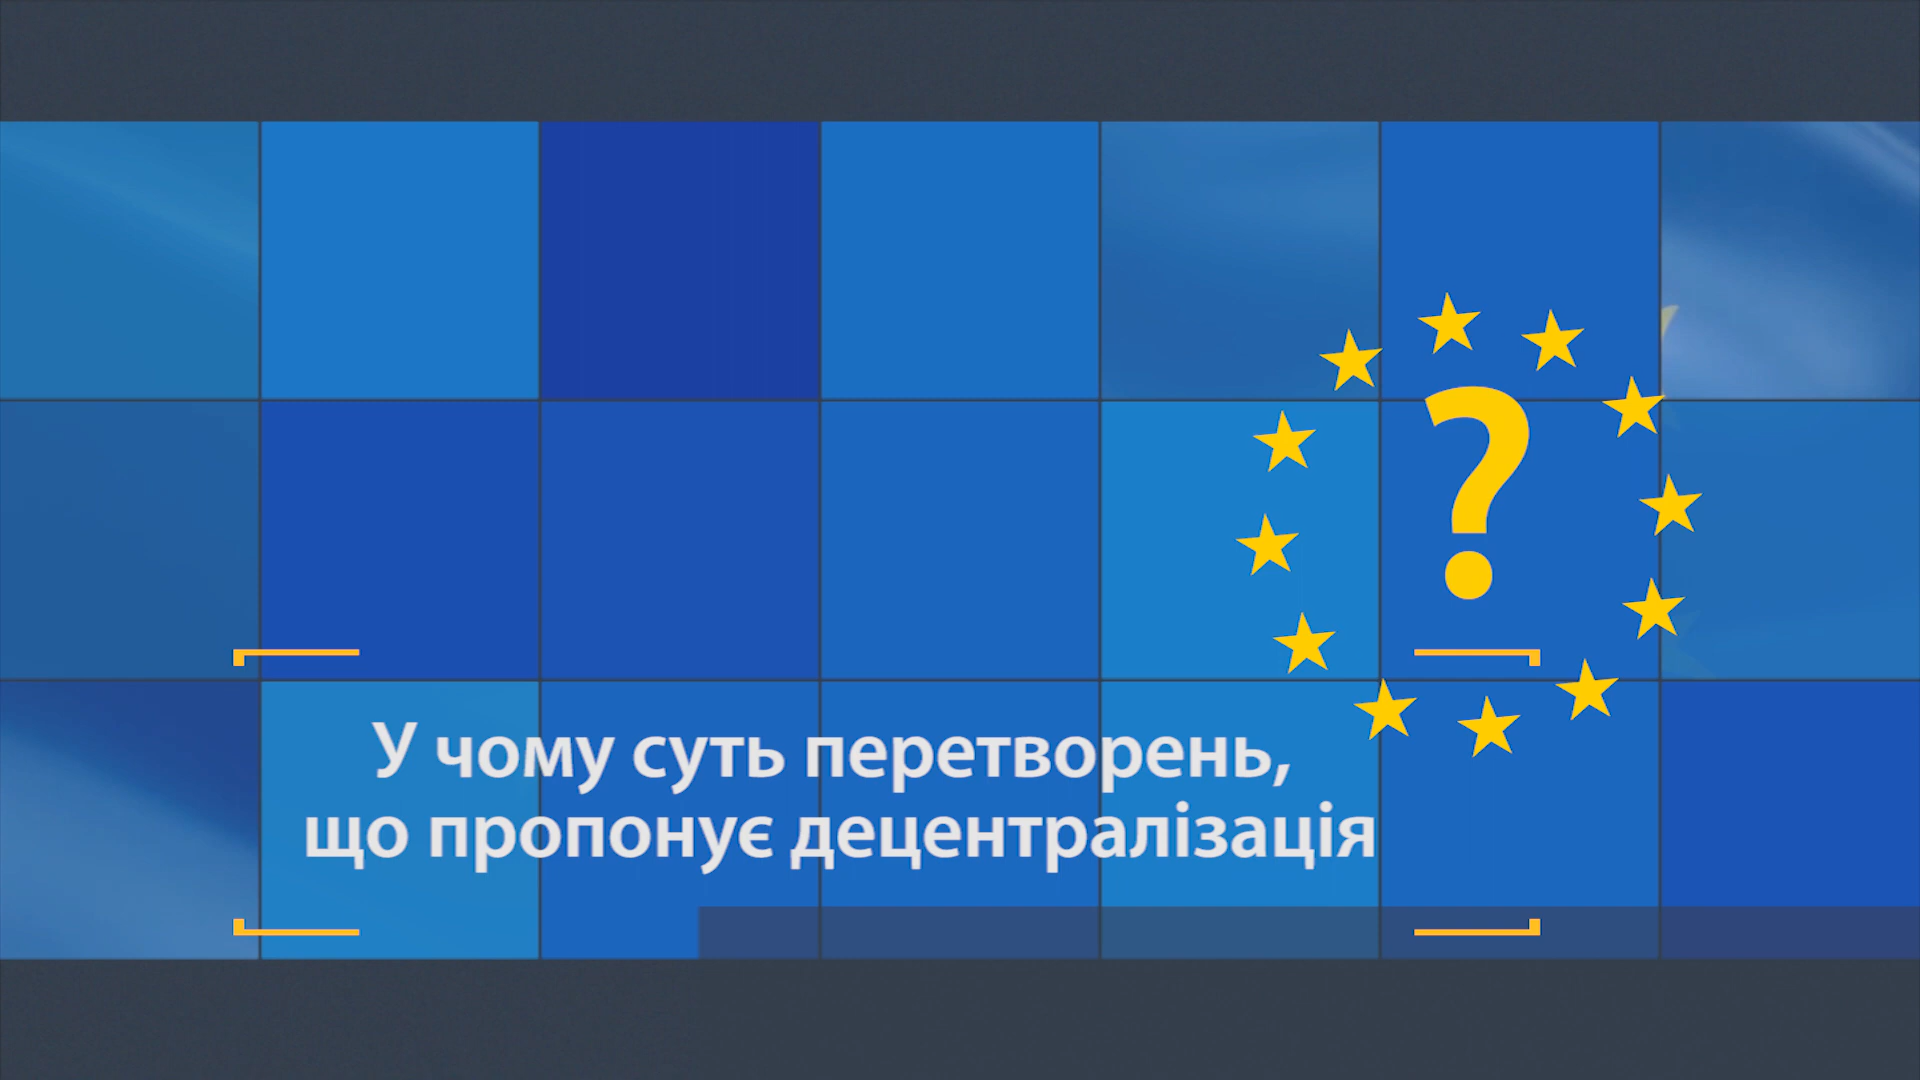 ?
У чому суть перетворень,
що пропонує децентралізація